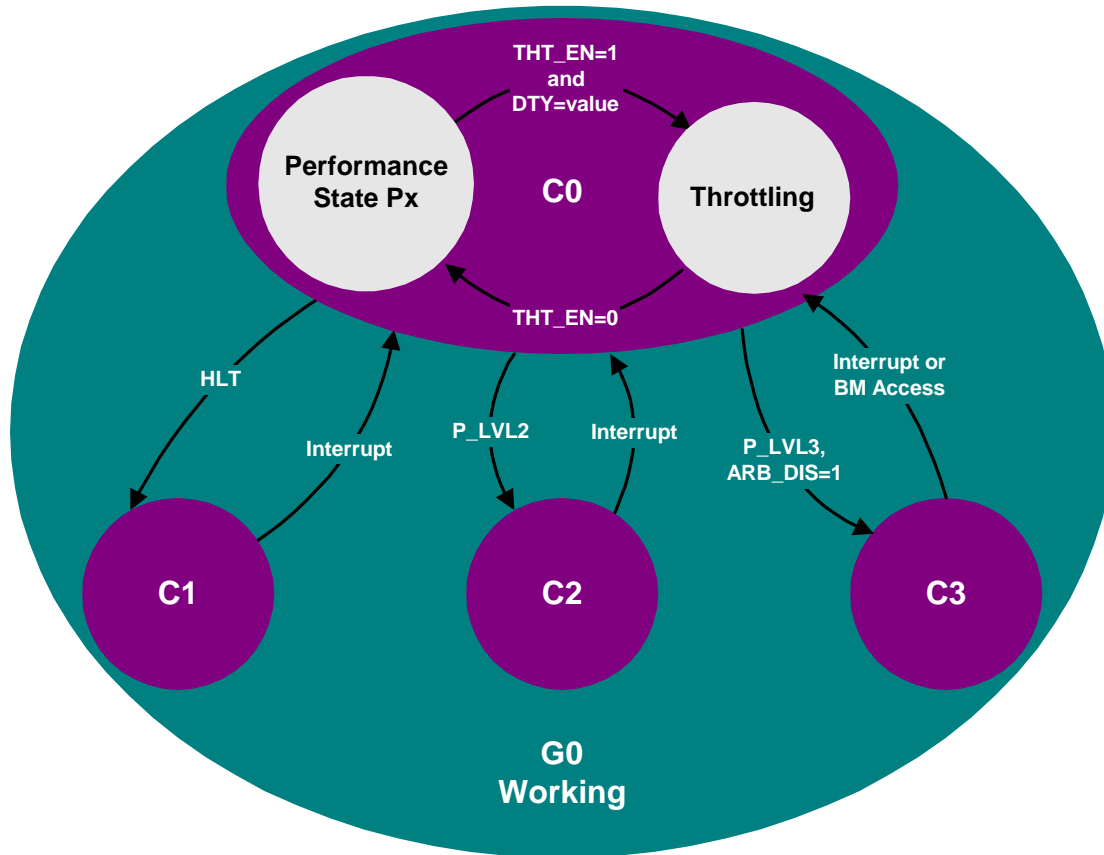 THT_EN=1
and
DTY=value
Performance
State Px
C0
Throttling
THT_EN=0
HLT
Interrupt
P_LVL2
Interrupt
P_LVL3,
ARB_DIS=1
Interrupt or
BM Access
C1
C2
C3
G0
Working